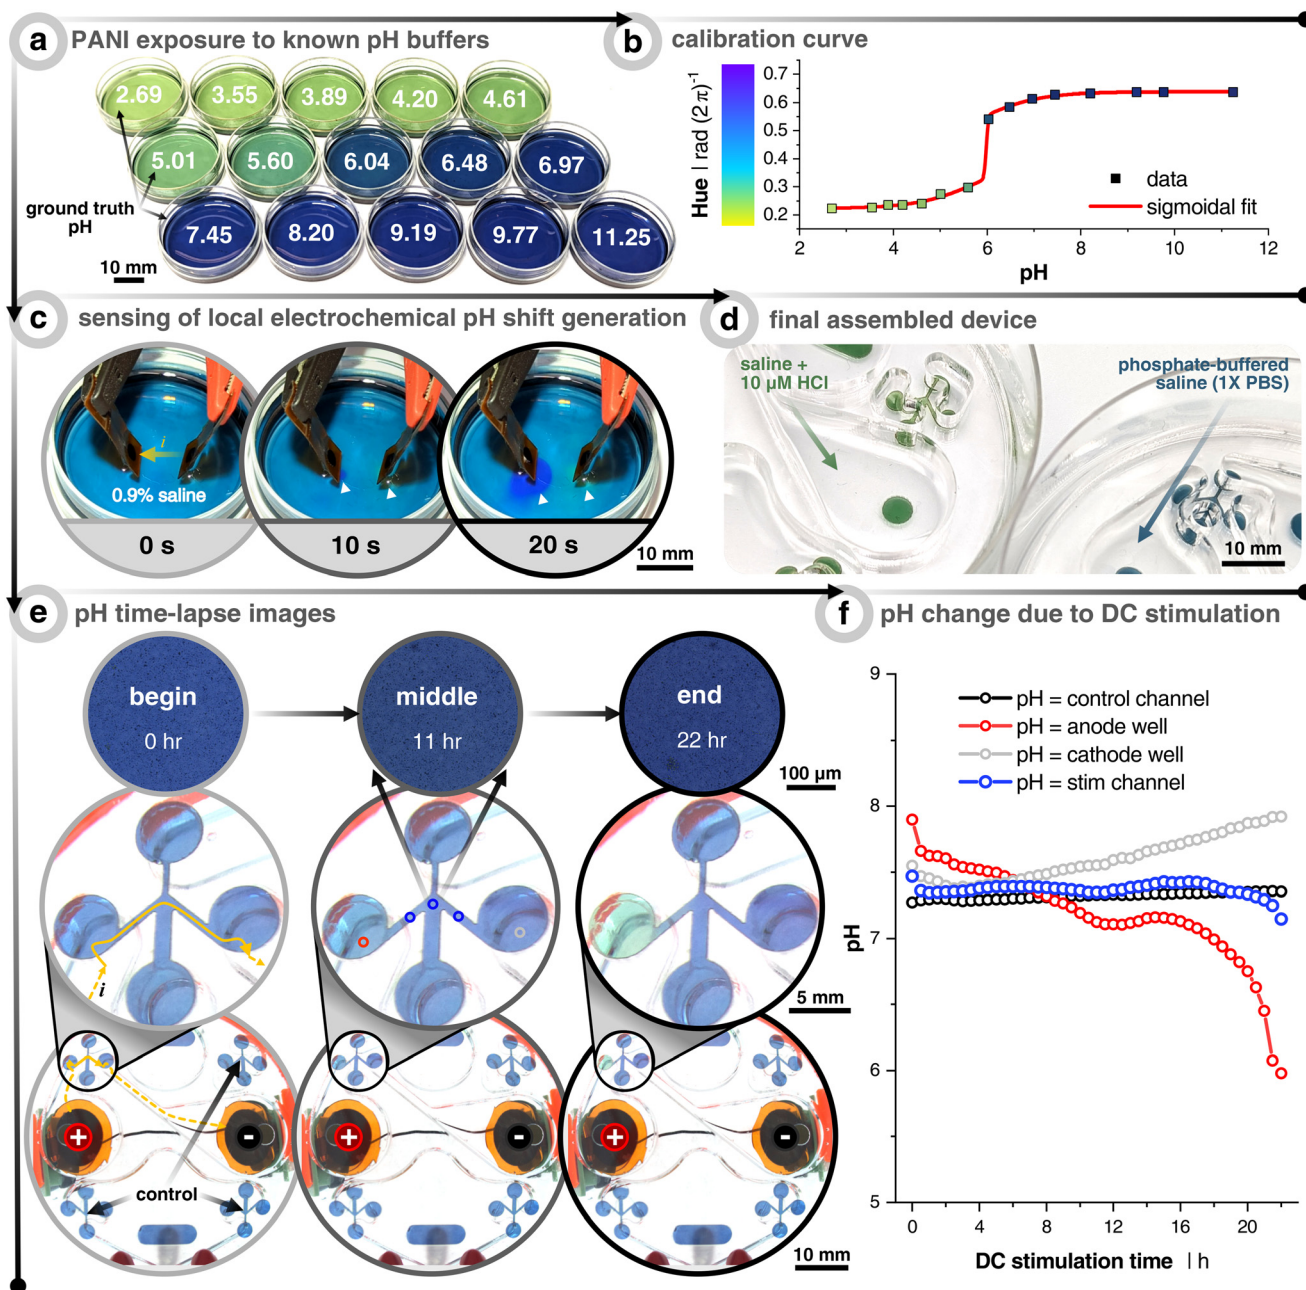 a PANI exposure to known pH buffers
2.69 3.55 3.89 4.20 4.61
5.01 5.60 6.04 6.48 6.97
7.45 8.20 9.19 9.77 11.25
ground truth
pH
10 mm
b calibration curve
Hue | rad (2π)⁻¹
0.7
0.6
0.5
0.4
0.3
0.2
data
sigmoidal fit
2 4 6 8 10 12
pH
c sensing of local electrochemical pH shift generation
i
0.9% saline
0 s 10 s 20 s
10 mm
d final assembled device
saline +
10 µM HCl
phosphate-buffered
saline (1X PBS)
10 mm
e pH time-lapse images
begin middle end
0 hr 11 hr 22 hr
100 µm
i
5 mm
+ - + - + -
control
10 mm
f pH change due to DC stimulation
9
8
7
6
5
pH
pH = control channel
pH = anode well
pH = cathode well
pH = stim channel
0 4 8 12 16 20
DC stimulation time | h